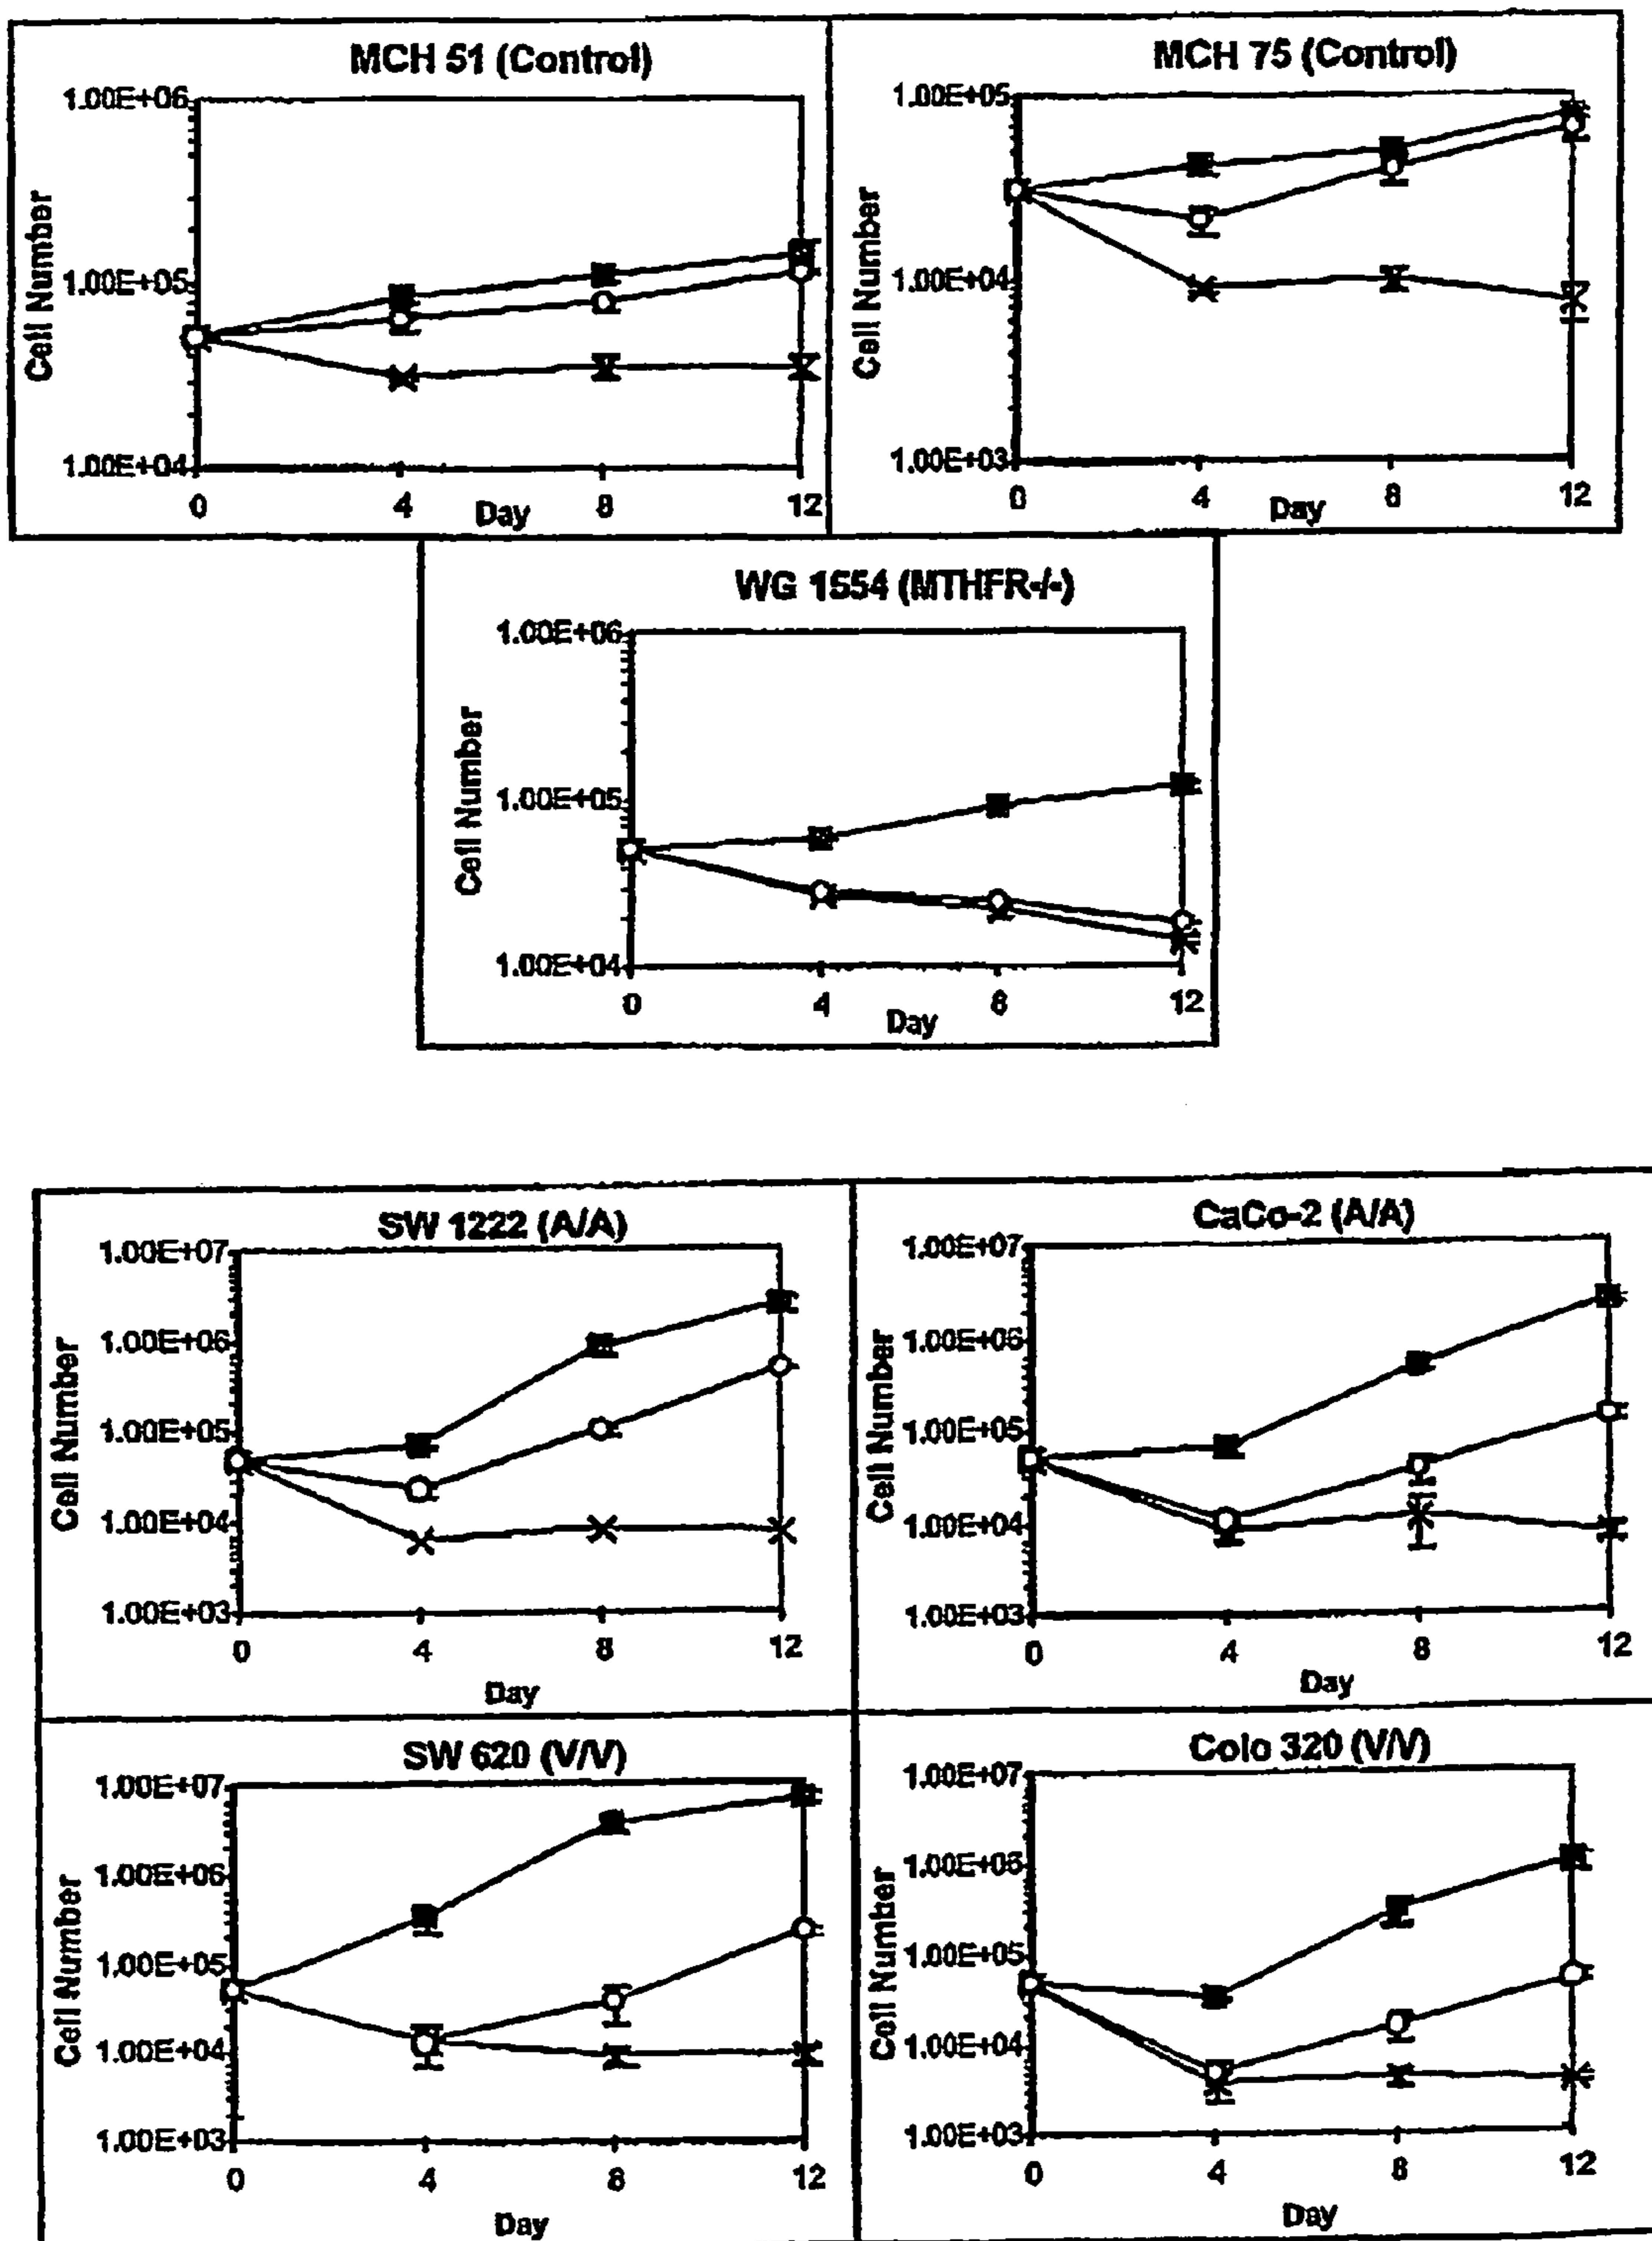 MCH 51 (Control)
1.00E+06
1.00E+05
1.00E+04
Cell Number
0 4 8 12
Day
MCH 75 (Control)
1.00E+05
1.00E+04
1.00E+03
Cell Number
0 4 8 12
Day
WG 1554 (MTHFR-/-)
1.00E+06
1.00E+05
1.00E+04
Cell Number
0 4 8 12
Day
SW 1222 (A/A)
1.00E+07
1.00E+06
1.00E+05
1.00E+04
1.00E+03
Cell Number
0 4 8 12
Day
CaCo-2 (A/A)
1.00E+07
1.00E+06
1.00E+05
1.00E+04
1.00E+03
Cell Number
0 4 8 12
Day
SW 620 (V/V)
1.00E+07
1.00E+06
1.00E+05
1.00E+04
1.00E+03
Cell Number
0 4 8 12
Day
Colo 320 (V/V)
1.00E+07
1.00E+06
1.00E+05
1.00E+04
1.00E+03
Cell Number
0 4 8 12
Day